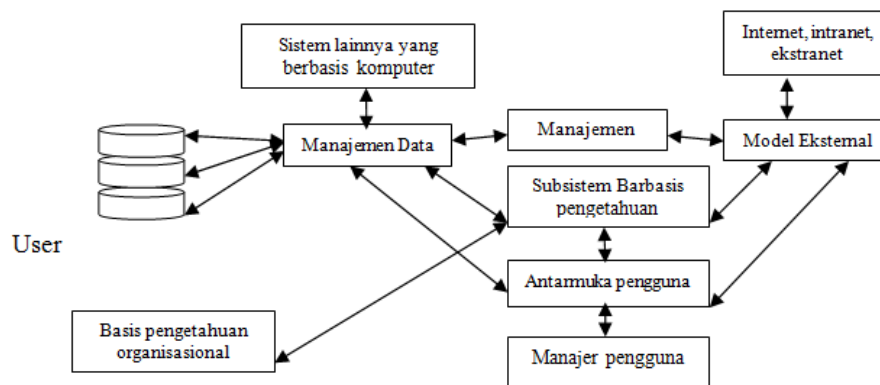 Sistem lainnya yang
berbasis komputer
Internet, intranet,
ekstranet
Manajemen Data
Manajemen
Model Eksternal
Subsistem Barbasis
pengetahuan
User
Antarmuka pengguna
Basis pengetahuan
organisasional
Manajer pengguna